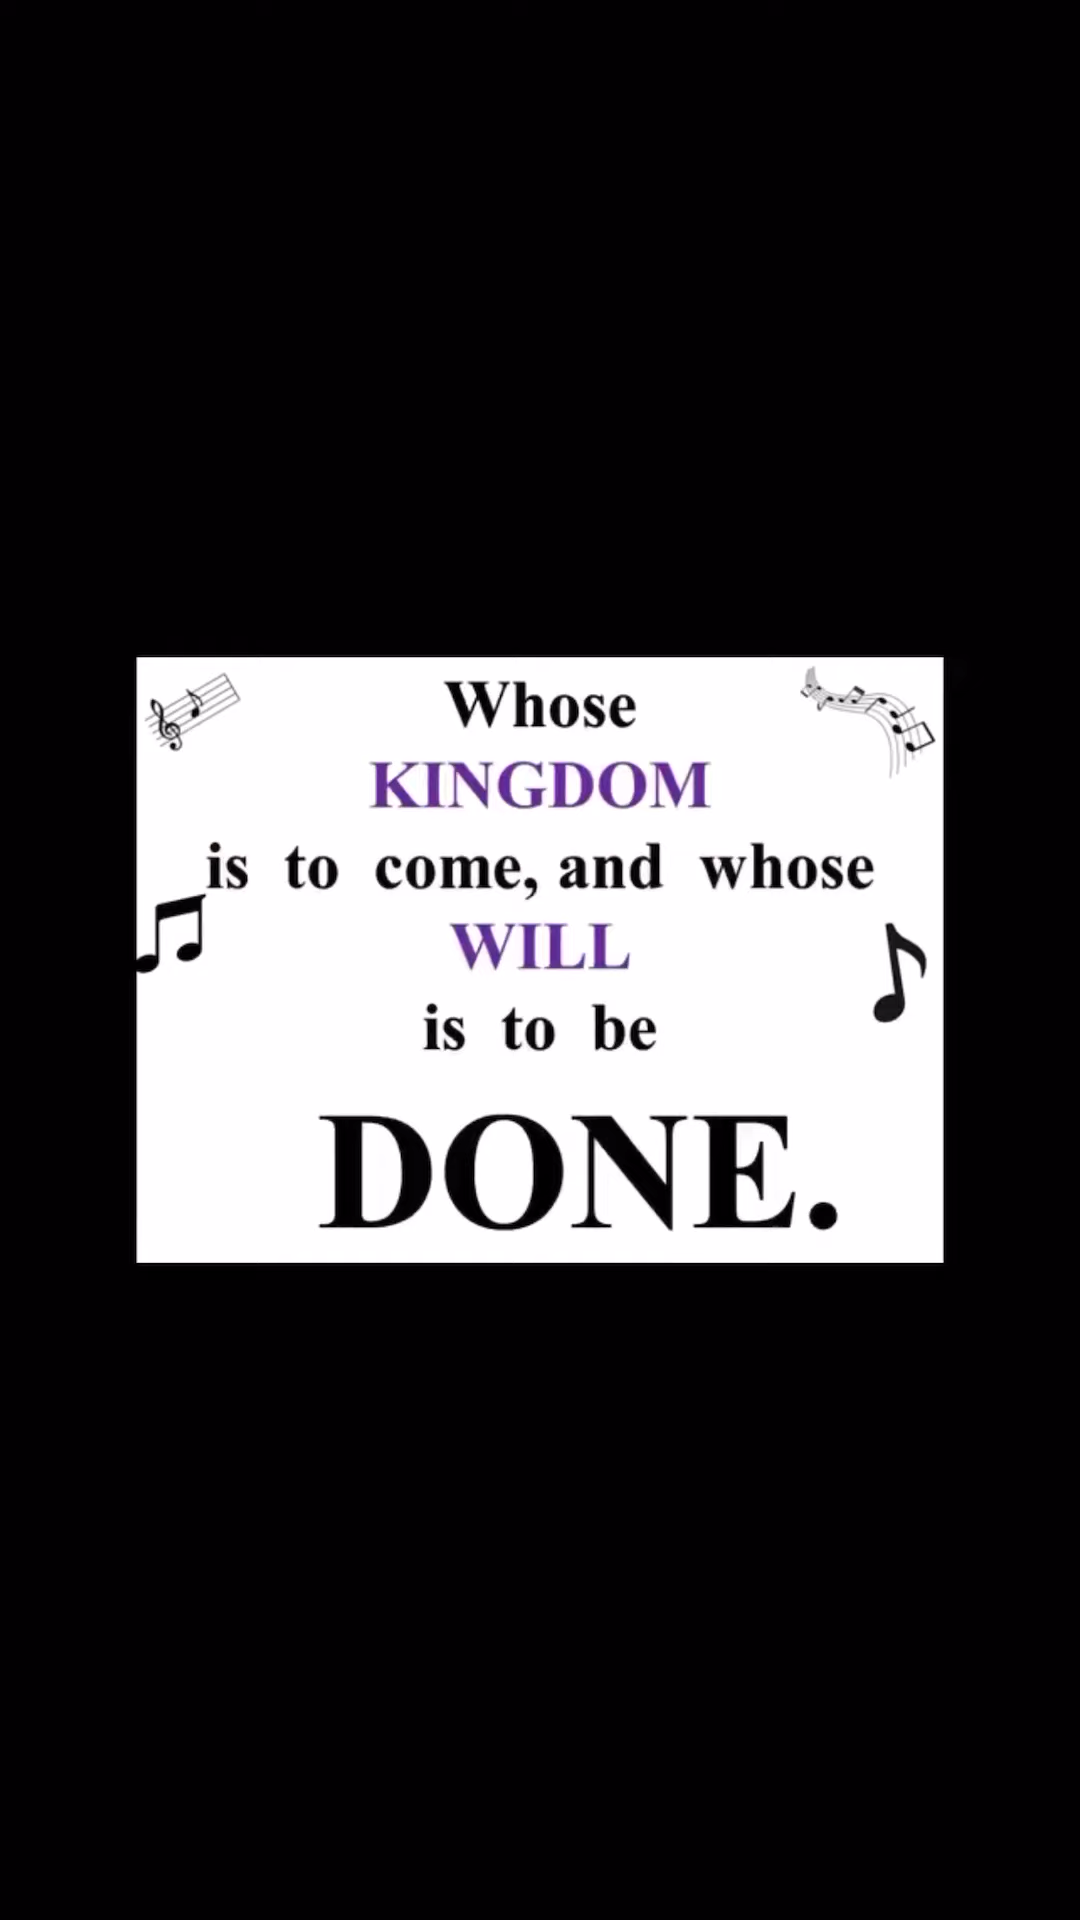 Whose
KINGDOM
is to come, and whose
WILL
is to be
DONE.